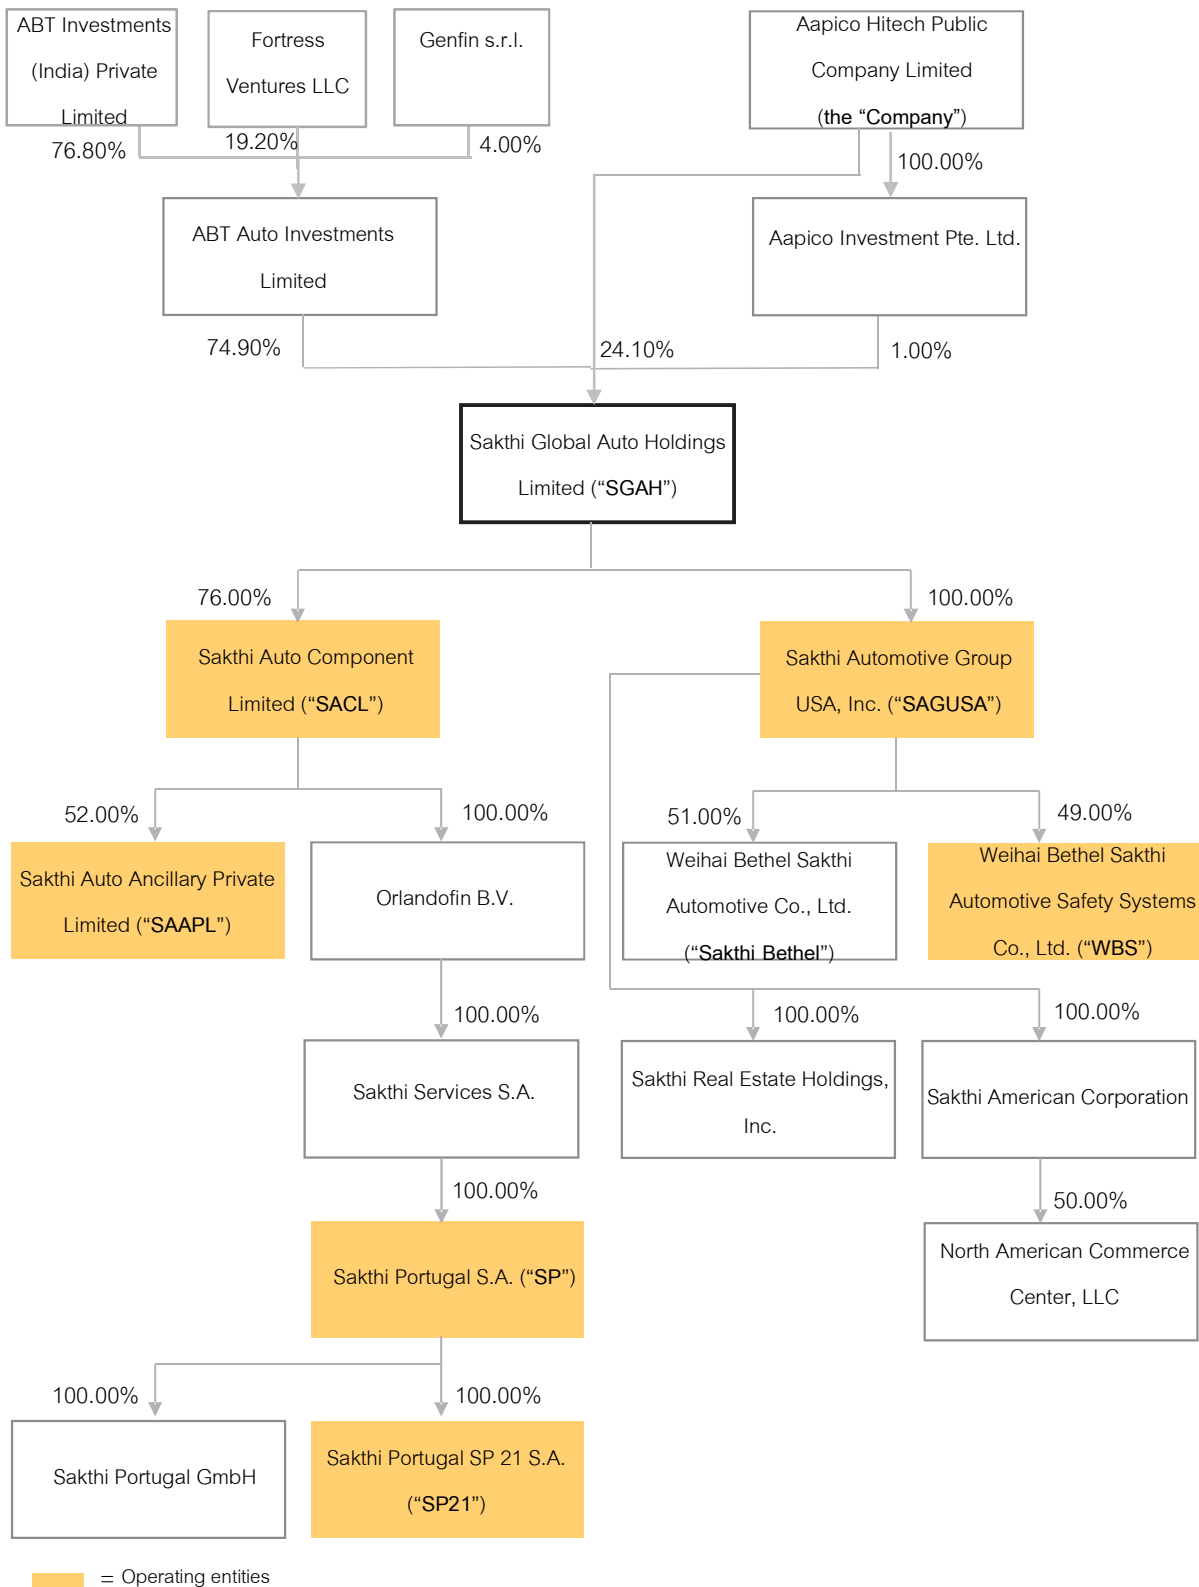 ABT Investments
(India) Private
Limited
Fortress
Ventures LLC
Genfin s.r.l.
Aapico Hitech Public
Company Limited
(the “Company”)
76.80%
19.20%
4.00%
100.00%
ABT Auto Investments
Limited
Aapico Investment Pte. Ltd.
74.90%
24.10%
1.00%
Sakthi Global Auto Holdings
Limited (“SGAH”)
76.00%
100.00%
Sakthi Auto Component
Limited (“SACL”)
Sakthi Automotive Group
USA, Inc. (“SAGUSA”)
52.00%
100.00%
51.00%
49.00%
Sakthi Auto Ancillary Private
Limited (“SAAPL”)
Orlandofin B.V.
Weihai Bethel Sakthi
Automotive Co., Ltd.
(“Sakthi Bethel”)
Weihai Bethel Sakthi
Automotive Safety Systems
Co., Ltd. (“WBS”)
100.00%
100.00%
100.00%
Sakthi Services S.A.
Sakthi Real Estate Holdings,
Inc.
Sakthi American Corporation
100.00%
50.00%
Sakthi Portugal S.A. (“SP”)
North American Commerce
Center, LLC
100.00%
100.00%
Sakthi Portugal GmbH
Sakthi Portugal SP 21 S.A.
(“SP21”)
= Operating entities